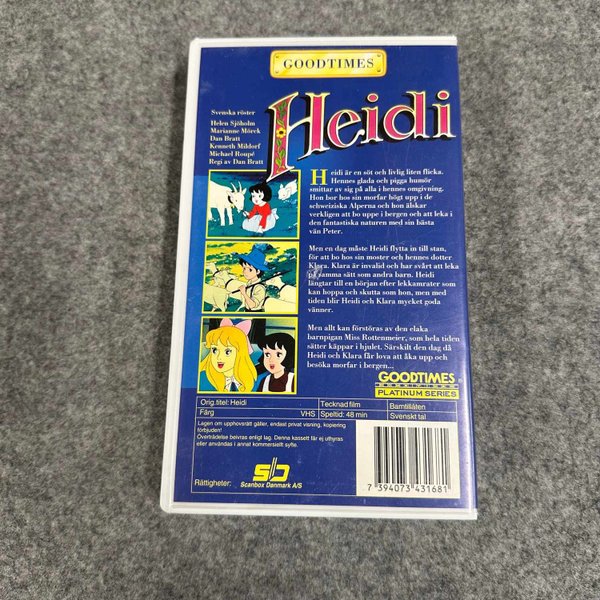 GOODTIMES
Heidi
Svenska röster
Helen Sjöholm
Marianne Mörck
Dan Bratt
Kenneth Mildorf
Michael Roupé
Regi av Dan Bratt
Heidi är en söt och livlig liten flicka.
Hennes glada och pigga humör
smittar av sig på alla i hennes omgivning.
Hon bor hos sin morfar högt upp i de
schweiziska Alperna och hon älskar
verkligen att bo uppe i bergen och att leka i
den fantastiska naturen med sin bästa
vän Peter.
Men en dag måste Heidi flytta in till stan,
för att bo hos sin moster och hennes dotter
Klara. Klara är invalid och har svårt att leka
på samma sätt som andra barn. Heidi
längtar till en början efter lekkamrater som
kan hoppa och skutta som hon, men med
tiden blir Heidi och Klara mycket goda
vänner.
Men allt kan förstöras av den elaka
barnpigan Miss Rottenmeier, som hela tiden
sätter käppar i hjulet. Särskilt den dag då
Heidi och Klara får lova att åka upp och
besöka morfar i bergen...
GOODTIMES
PLATINUM SERIES
Orig.titel: Heidi
Tecknad film
Barntillåten
Färg VHS
Speltid: 48 min
Svenskt tal
Lagen om upphovsrätt gäller, endast privat visning, kopiering
förbjuden!
Överträdelse beivras enligt lag. Denna kassett får ej uthyras
eller användas i annat kommersiellt syfte.
Rättigheter:
Scanbox Danmark A/S
7 394073 431681